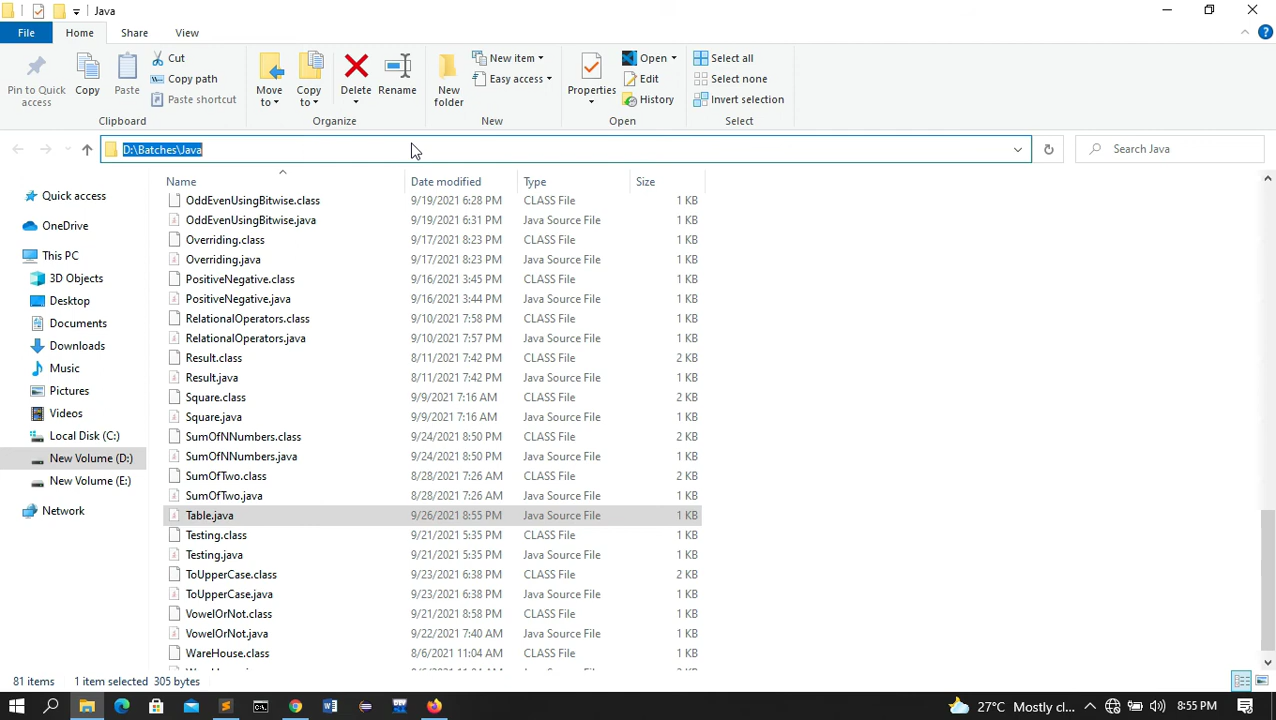 Java
File Home Share View
Pin to Quick access
Copy
Paste
Cut
Copy path
Paste shortcut
Clipboard
Move to
Copy to
Delete
Rename
Organize
New folder
New item
Easy access
New
Properties
Open
Edit
History
Open
Select all
Select none
Invert selection
Select
D:\Batches\Java
Search Java
Quick access
OneDrive
This PC
3D Objects
Desktop
Documents
Downloads
Music
Pictures
Videos
Local Disk (C:)
New Volume (D:)
New Volume (E:)
Network
Name Date modified Type Size
OddEvenUsingBitwise.class 9/19/2021 6:28 PM CLASS File 1 KB
OddEvenUsingBitwise.java 9/19/2021 6:31 PM Java Source File 1 KB
Overriding.class 9/17/2021 8:23 PM CLASS File 1 KB
Overriding.java 9/17/2021 8:23 PM Java Source File 1 KB
PositiveNegative.class 9/16/2021 3:45 PM CLASS File 1 KB
PositiveNegative.java 9/16/2021 3:44 PM Java Source File 1 KB
RelationalOperators.class 9/10/2021 7:58 PM CLASS File 1 KB
RelationalOperators.java 9/10/2021 7:57 PM Java Source File 1 KB
Result.class 8/11/2021 7:42 PM CLASS File 2 KB
Result.java 8/11/2021 7:42 PM Java Source File 1 KB
Square.class 9/9/2021 7:16 AM CLASS File 2 KB
Square.java 9/9/2021 7:16 AM Java Source File 1 KB
SumOfNNumbers.class 9/24/2021 8:50 PM CLASS File 2 KB
SumOfNNumbers.java 9/24/2021 8:50 PM Java Source File 1 KB
SumOfTwo.class 8/28/2021 7:26 AM CLASS File 2 KB
SumOfTwo.java 8/28/2021 7:26 AM Java Source File 1 KB
Table.java 9/26/2021 8:55 PM Java Source File 1 KB
Testing.class 9/21/2021 5:35 PM CLASS File 1 KB
Testing.java 9/21/2021 5:35 PM Java Source File 1 KB
ToUpperCase.class 9/23/2021 6:38 PM CLASS File 2 KB
ToUpperCase.java 9/23/2021 6:38 PM Java Source File 1 KB
VowelOrNot.class 9/21/2021 8:58 PM CLASS File 1 KB
VowelOrNot.java 9/22/2021 7:40 AM Java Source File 1 KB
WareHouse.class 8/6/2021 11:04 AM CLASS File 1 KB
81 items 1 item selected 305 bytes
27°C Mostly cl... 8:55 PM